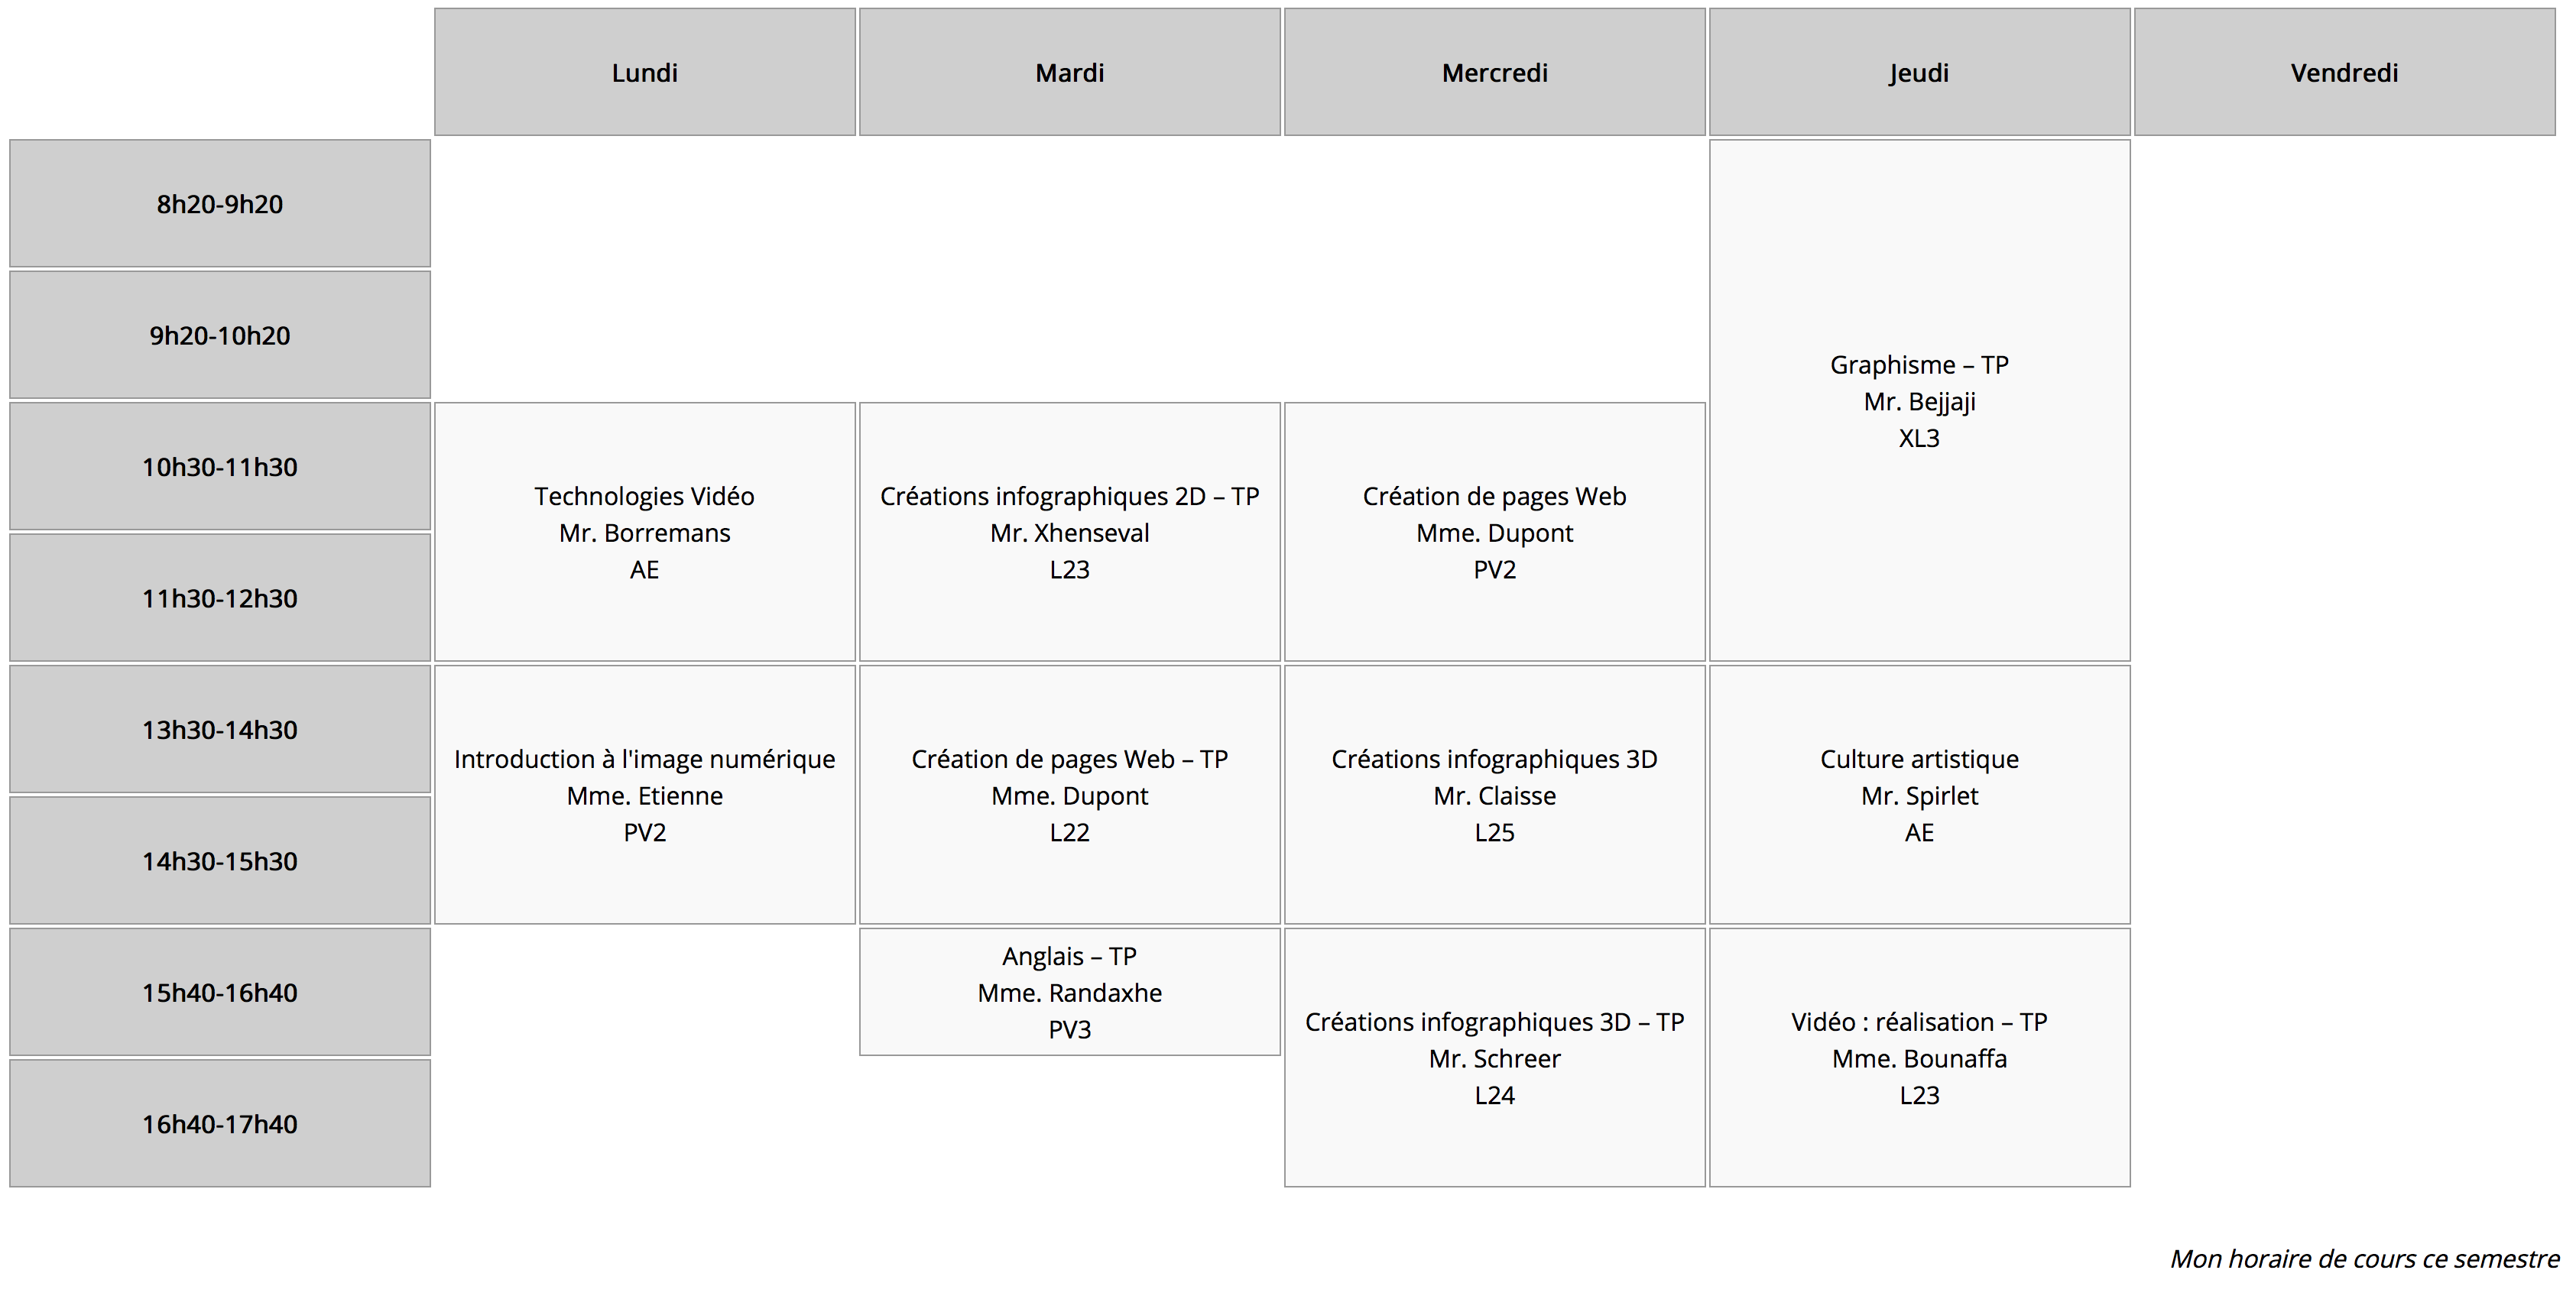 Lundi
Mardi
Mercredi
Jeudi
Vendredi
8h20-9h20
Graphisme – TP
Mr. Bejjaji
XL3
9h20-10h20
10h30-11h30
Technologies Vidéo
Mr. Borremans
AE
Créations infographiques 2D – TP
Mr. Xhenseval
L23
Création de pages Web
Mme. Dupont
PV2
11h30-12h30
13h30-14h30
Introduction à l'image numérique
Mme. Etienne
PV2
Création de pages Web – TP
Mme. Dupont
L22
Créations infographiques 3D
Mr. Claisse
L25
Culture artistique
Mr. Spirlet
AE
14h30-15h30
15h40-16h40
Anglais – TP
Mme. Randaxhe
PV3
Créations infographiques 3D – TP
Mr. Schreer
L24
Vidéo : réalisation – TP
Mme. Bounaffa
L23
16h40-17h40
Mon horaire de cours ce semestre